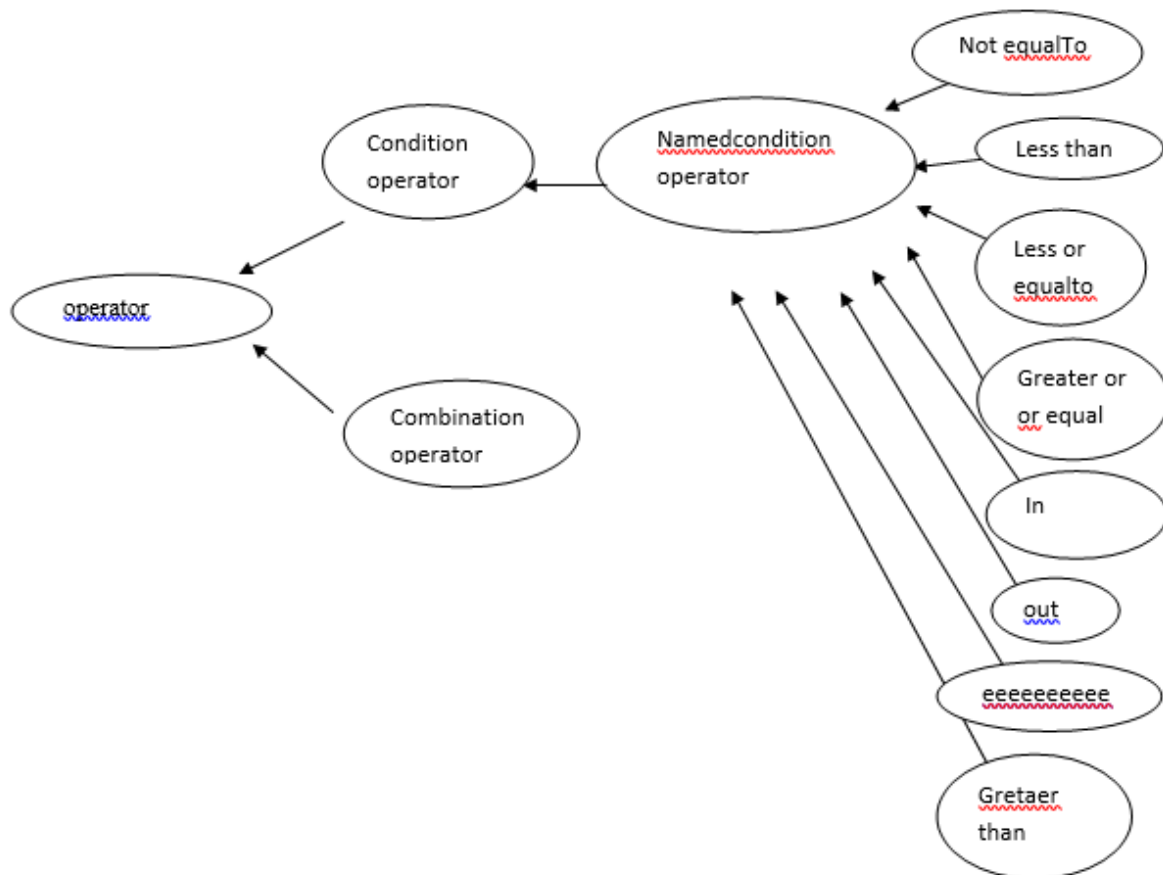 Not equalTo
Condition
operator
Namedcondition
operator
Less than
Less or
equalto
operator
Greater or
or equal
Combination
operator
In
out
eeeeeeeeee
Gretaer
than